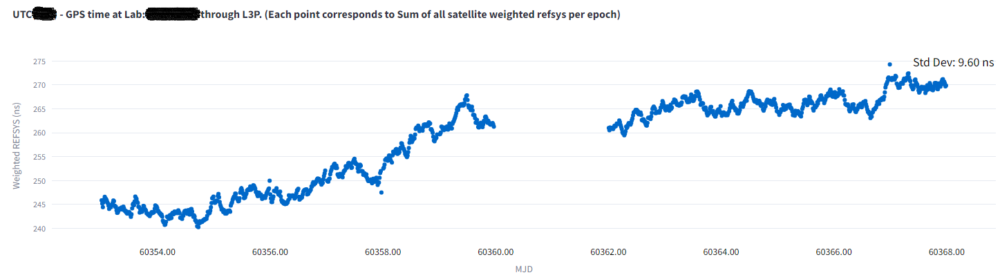 UTC - GPS time at Lab: through L3P. (Each point corresponds to Sum of all satellite weighted refsys per epoch)
Std Dev: 9.60 ns
Weighted REFSYS (ns)
275
270
265
260
255
250
245
240
60354.00 60356.00 60358.00 60360.00 60362.00 60364.00 60366.00 60368.00
MJD